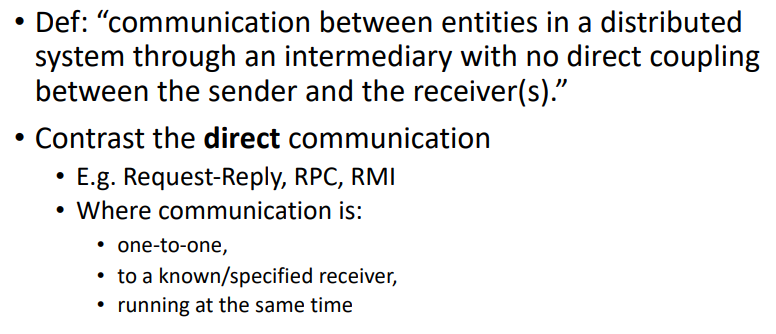 • Def: “communication between entities in a distributed
system through an intermediary with no direct coupling
between the sender and the receiver(s).”
• Contrast the direct communication
• E.g. Request-Reply, RPC, RMI
• Where communication is:
• one-to-one,
• to a known/specified receiver,
• running at the same time